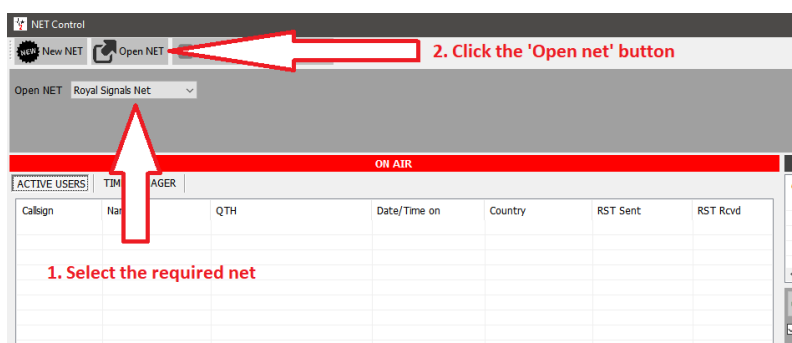 NET Control
NEW New NET Open NET
2. Click the 'Open net' button
Open NET Royal Signals Net
ON AIR
ACTIVE USERS
Callsign QTH Date/Time on Country RST Sent RST Rcvd
1. Select the required net